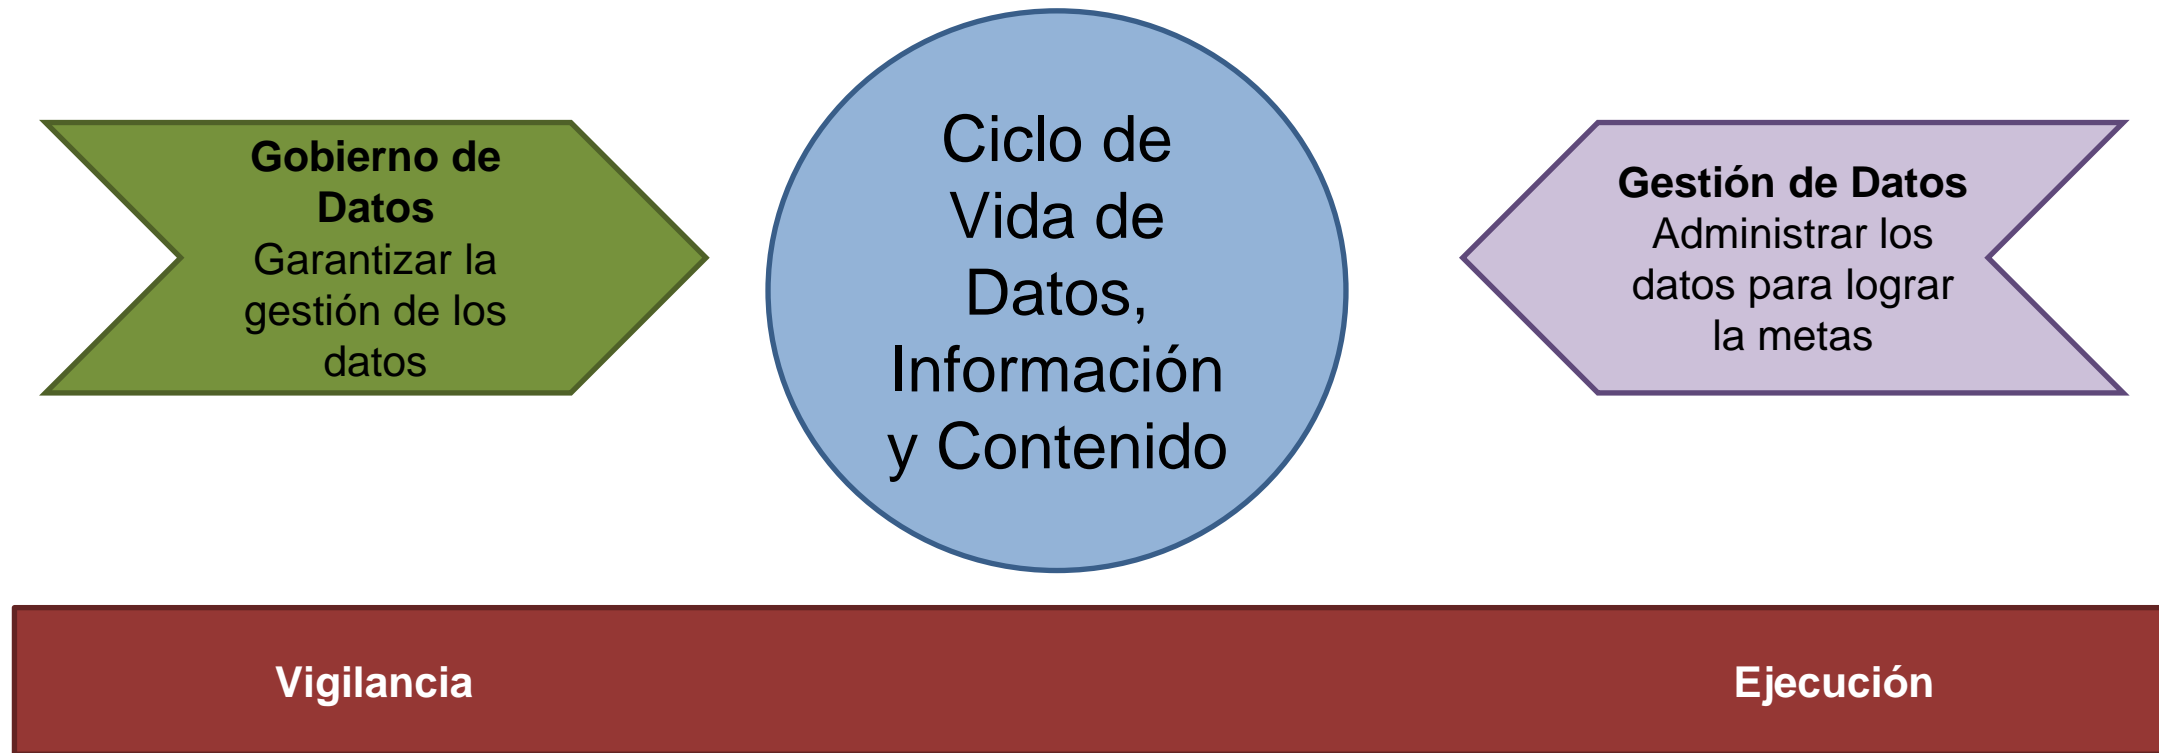 Gobierno de
Datos
Garantizar la
gestión de los
datos
Ciclo de
Vida de
Datos,
Información
y Contenido
Gestión de Datos
Administrar los
datos para lograr
la metas
Vigilancia
Ejecución